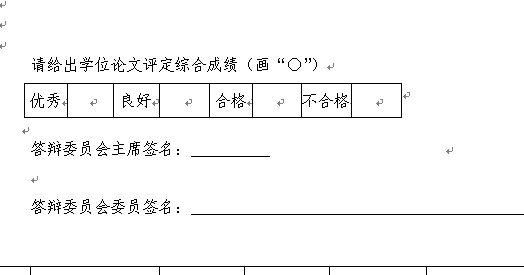 请给出学位论文评定综合成绩（画“○”）
优秀 良好 合格 不合格
答辩委员会主席签名：
答辩委员会委员签名：